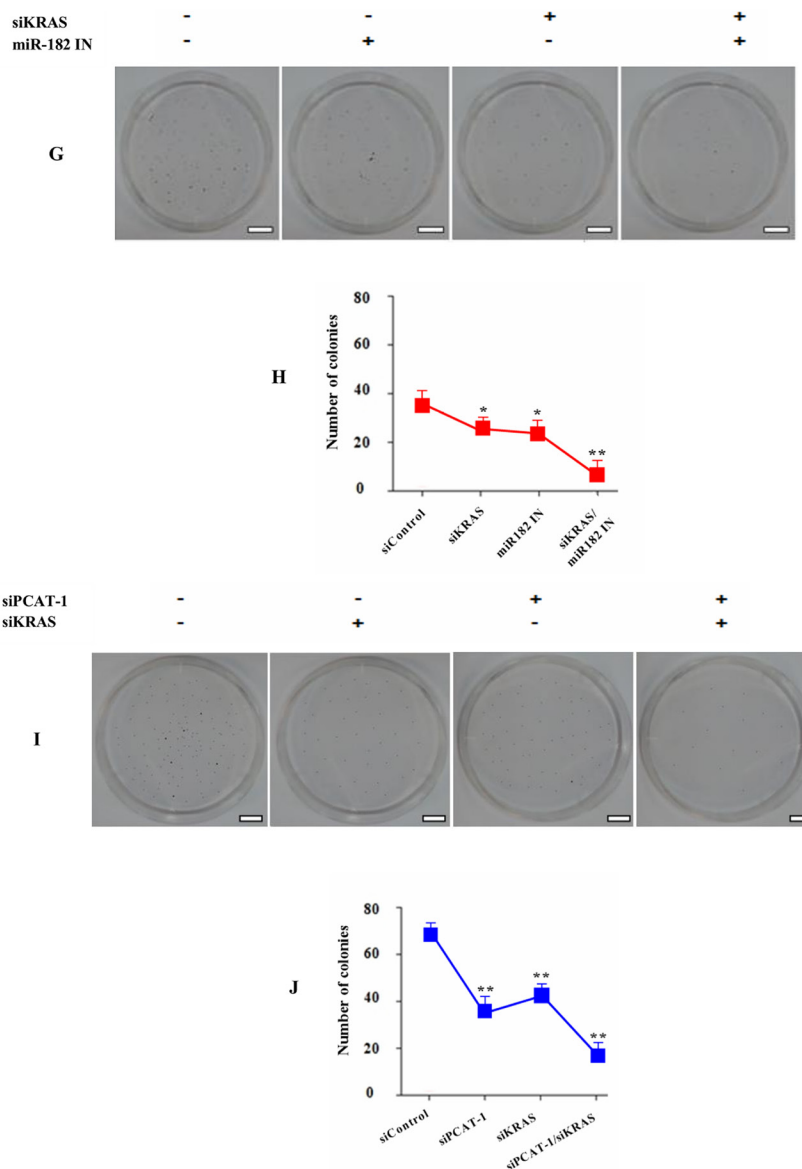 siKRAS - - + +
miR-182 IN - + - +
G
H
Number of colonies
80
60
40
20
0
* * **
siControl
siKRAS
miR182 IN
siKRAS/
miR182 IN
siPCAT-1 - - + +
siKRAS - + - +
I
J
Number of colonies
80
60
40
20
0
** ** **
siControl
siPCAT-1
siKRAS
siPCAT-1/siKRAS